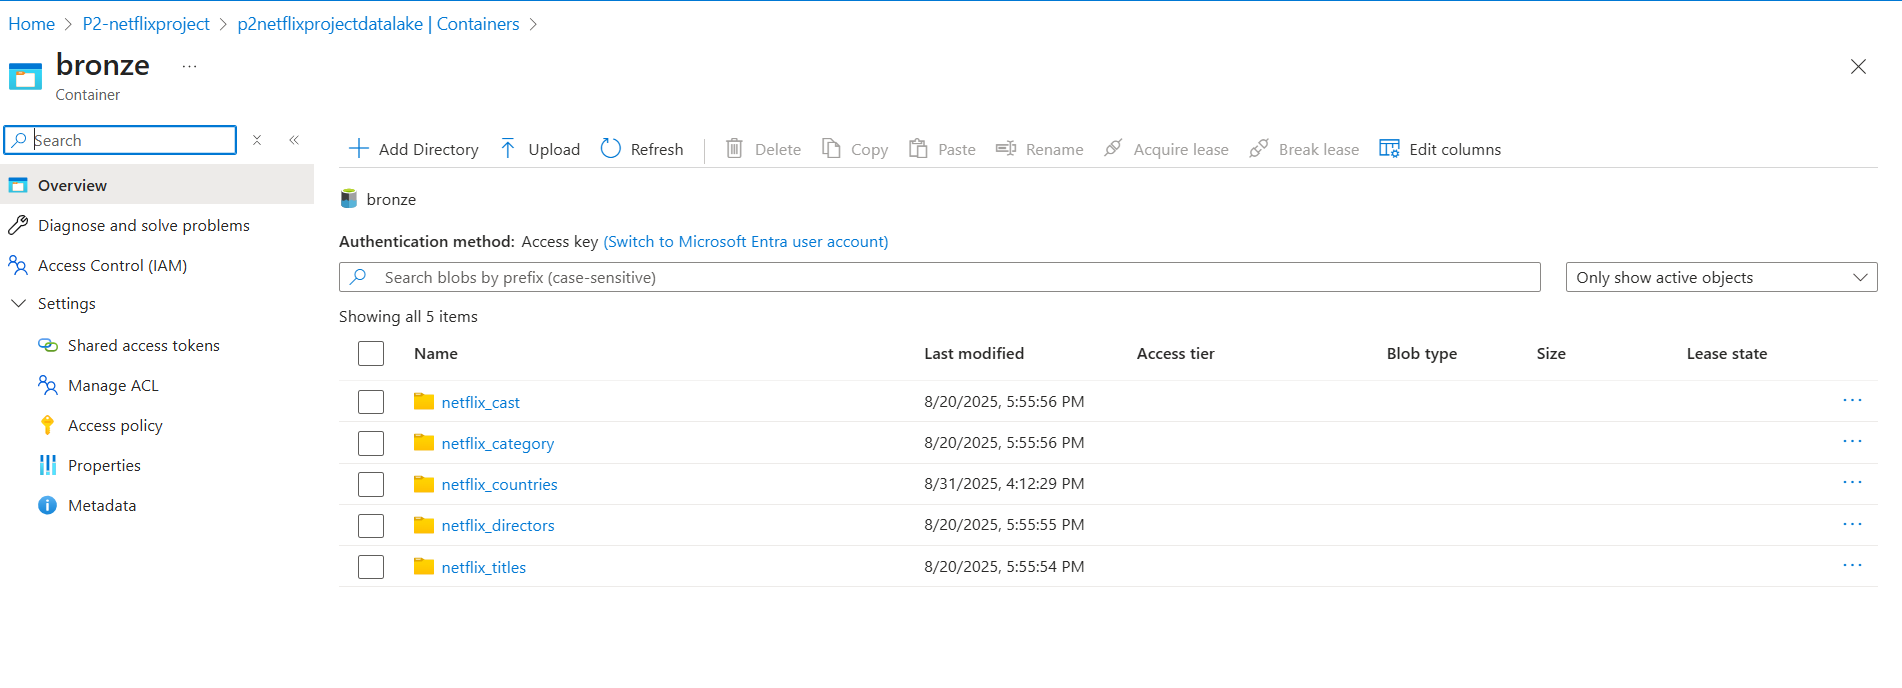 Home > P2-netflixproject > p2netflixprojectdatalake | Containers >
bronze ...
Container
Search
Overview
Diagnose and solve problems
Access Control (IAM)
Settings
Shared access tokens
Manage ACL
Access policy
Properties
Metadata
Add Directory Upload Refresh Delete Copy Paste Rename Acquire lease Break lease Edit columns
bronze
Authentication method: Access key (Switch to Microsoft Entra user account)
Search blobs by prefix (case-sensitive) Only show active objects
Showing all 5 items
Name Last modified Access tier Blob type Size Lease state
netflix_cast 8/20/2025, 5:55:56 PM ...
netflix_category 8/20/2025, 5:55:56 PM ...
netflix_countries 8/31/2025, 4:12:29 PM ...
netflix_directors 8/20/2025, 5:55:55 PM ...
netflix_titles 8/20/2025, 5:55:54 PM ...